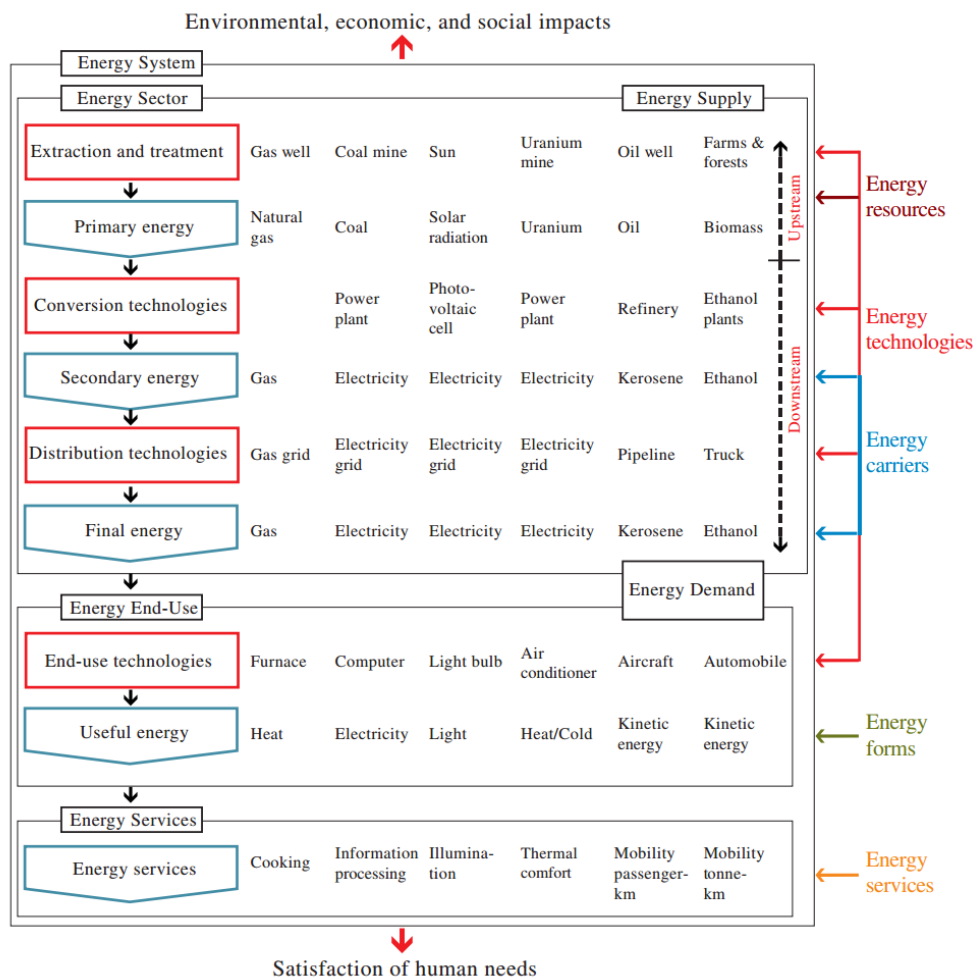 Environmental, economic, and social impacts
Energy System
Energy Sector
Energy Supply
Extraction and treatment
Gas well
Coal mine
Sun
Uranium
mine
Oil well
Farms &
forests
Primary energy
Natural
gas
Coal
Solar
radiation
Uranium
Oil
Biomass
Upstream
Energy
resources
Conversion technologies
Power
plant
Photo-
voltaic
cell
Power
plant
Refinery
Ethanol
plants
Energy
technologies
Secondary energy
Gas
Electricity
Electricity
Electricity
Kerosene
Ethanol
Downstream
Distribution technologies
Gas grid
Electricity
grid
Electricity
grid
Electricity
grid
Pipeline
Truck
Energy
carriers
Final energy
Gas
Electricity
Electricity
Electricity
Kerosene
Ethanol
Energy Demand
Energy End-Use
End-use technologies
Furnace
Computer
Light bulb
Air
conditioner
Aircraft
Automobile
Useful energy
Heat
Electricity
Light
Heat/Cold
Kinetic
energy
Kinetic
energy
Energy
forms
Energy Services
Energy services
Cooking
Information
processing
Illumina-
tion
Thermal
comfort
Mobility
passenger-
km
Mobility
tonne-
km
Energy
services
Satisfaction of human needs